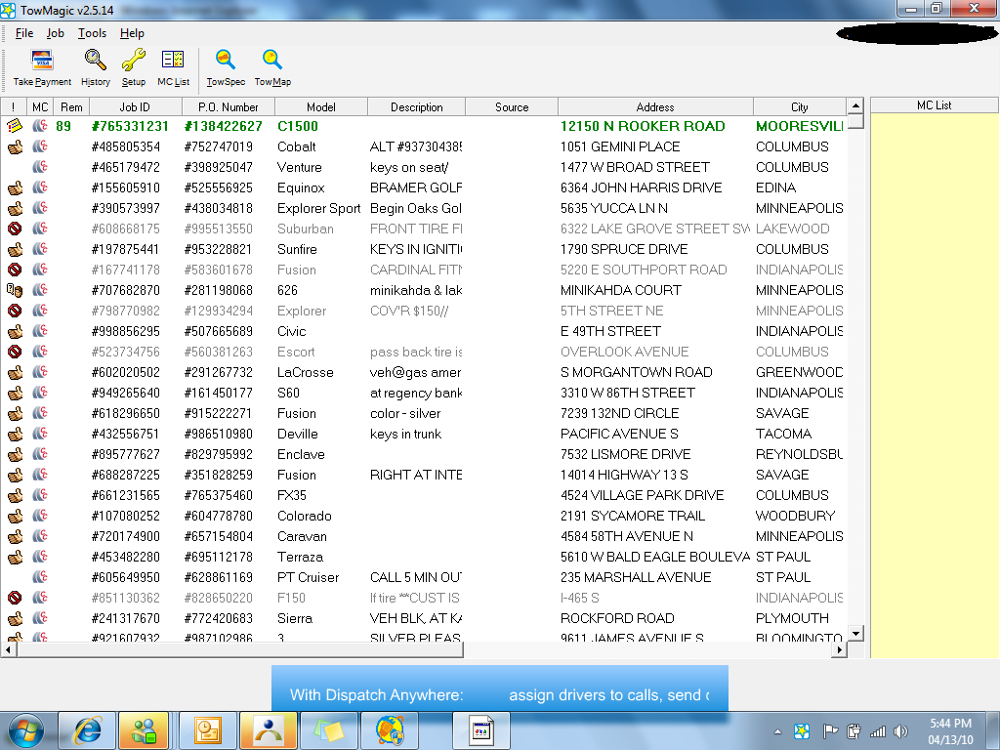 TowMagic v2.5.14
File Job Tools Help
Take Payment History Setup MC List TowSpec TowMap
! MC Rem Job ID P.O. Number Model Description Source Address City MC List
89 #765331231 #138422627 C1500 12150 N ROOKER ROAD MOORESVILL
#485805354 #752747019 Cobalt ALT #937304385 1051 GEMINI PLACE COLUMBUS
#465179472 #398925047 Venture keys on seat/ 1477 W BROAD STREET COLUMBUS
#155605910 #525556925 Equinox BRAMER GOLF 6364 JOHN HARRIS DRIVE EDINA
#390573997 #438034818 Explorer Sport Begin Oaks Gol 5635 YUCCA LN N MINNEAPOLIS
#608668175 #995513550 Suburban FRONT TIRE FI 6322 LAKE GROVE STREET SW LAKEWOOD
#197875441 #953228821 Sunfire KEYS IN IGNITI 1790 SPRUCE DRIVE COLUMBUS
#167741178 #583601678 Fusion CARDINAL FITN 5220 E SOUTHPORT ROAD INDIANAPOLIS
#707682870 #281198068 626 minikahda & lak MINIKAHDA COURT MINNEAPOLIS
#798770982 #129934294 Explorer COV'R $150// 5TH STREET NE MINNEAPOLIS
#998856295 #507665689 Civic E 49TH STREET INDIANAPOLIS
#523734756 #560381263 Escort pass back tire is OVERLOOK AVENUE COLUMBUS
#602020502 #291267732 LaCrosse veh@gas amer S MORGANTOWN ROAD GREENWOOD
#949265640 #161450177 S60 at regency bank 3310 W 86TH STREET INDIANAPOLIS
#618296650 #915222271 Fusion color - silver 7239 132ND CIRCLE SAVAGE
#432556751 #986510980 Deville keys in trunk PACIFIC AVENUE S TACOMA
#895777627 #829795992 Enclave 7532 LISMORE DRIVE REYNOLDSBU
#688287225 #351828259 Fusion RIGHT AT INTE 14014 HIGHWAY 13 S SAVAGE
#661231565 #765375460 FX35 4524 VILLAGE PARK DRIVE COLUMBUS
#107080252 #604778780 Colorado 2191 SYCAMORE TRAIL WOODBURY
#720174900 #657154804 Caravan 4584 58TH AVENUE N MINNEAPOLIS
#453482280 #695112178 Terraza 5610 W BALD EAGLE BOULEVA ST PAUL
#605649950 #628861169 PT Cruiser CALL 5 MIN OUT 235 MARSHALL AVENUE ST PAUL
#851130362 #828650220 F150 If tire **CUST IS I-465 S INDIANAPOLIS
#241317670 #772420683 Sierra VEH BLK, AT KA ROCKFORD ROAD PLYMOUTH
#921607932 #987102986 3 SILVER PLEAS 9611 JAMES AVENUE S BLOOMINGTO
With Dispatch Anywhere: assign drivers to calls, send
5:44 PM
04/13/10